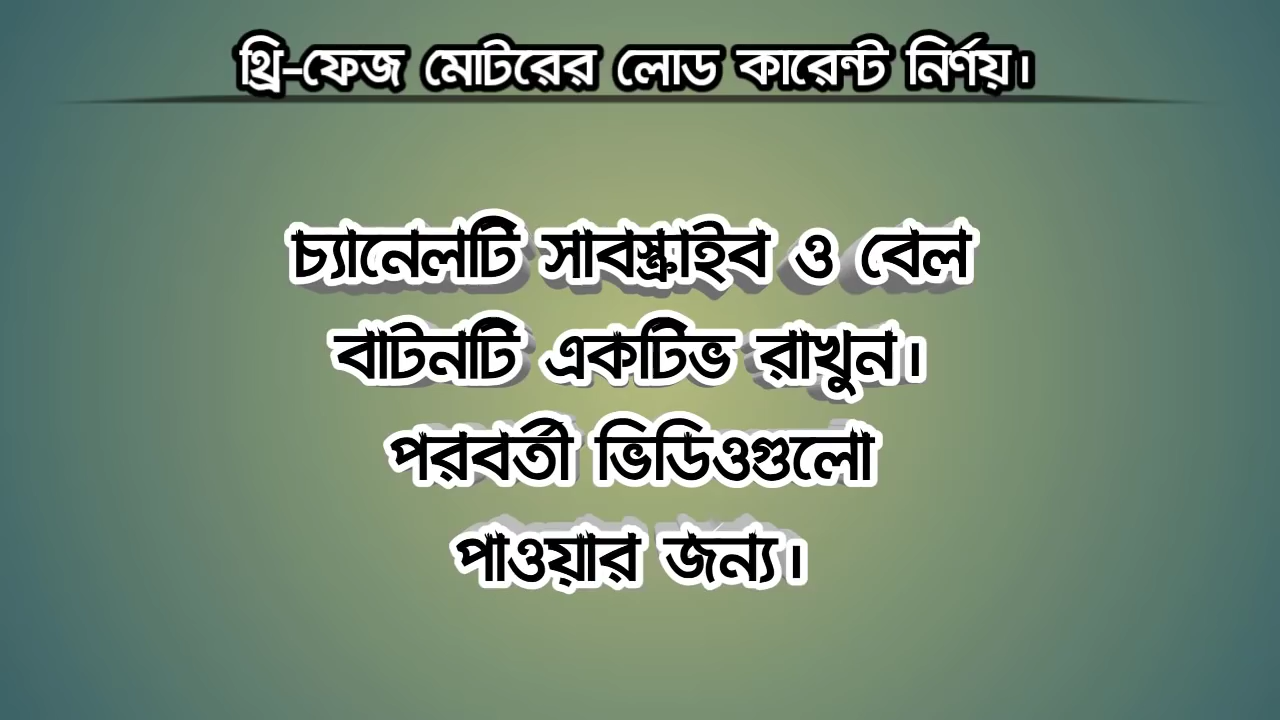 থ্রি-ফেজ মোটরের লোড কারেন্ট নির্ণয়।
চ্যানেলটি সাবস্ক্রাইব ও বেল
বাটনটি একটিভ রাখুন।
পরবর্তী ভিডিওগুলো
পাওয়ার জন্য।